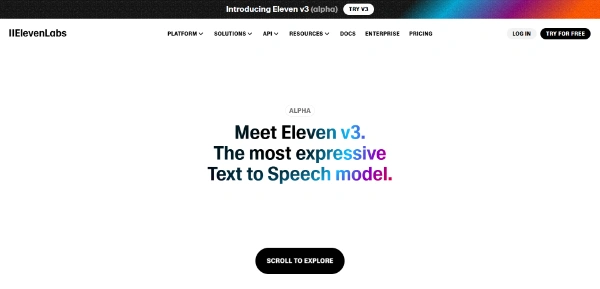 Introducing Eleven v3 (alpha) TRY V3
IIElevenLabs PLATFORM SOLUTIONS API RESOURCES DOCS ENTERPRISE PRICING LOG IN TRY FOR FREE
ALPHA
Meet Eleven v3.
The most expressive
Text to Speech model.
SCROLL TO EXPLORE